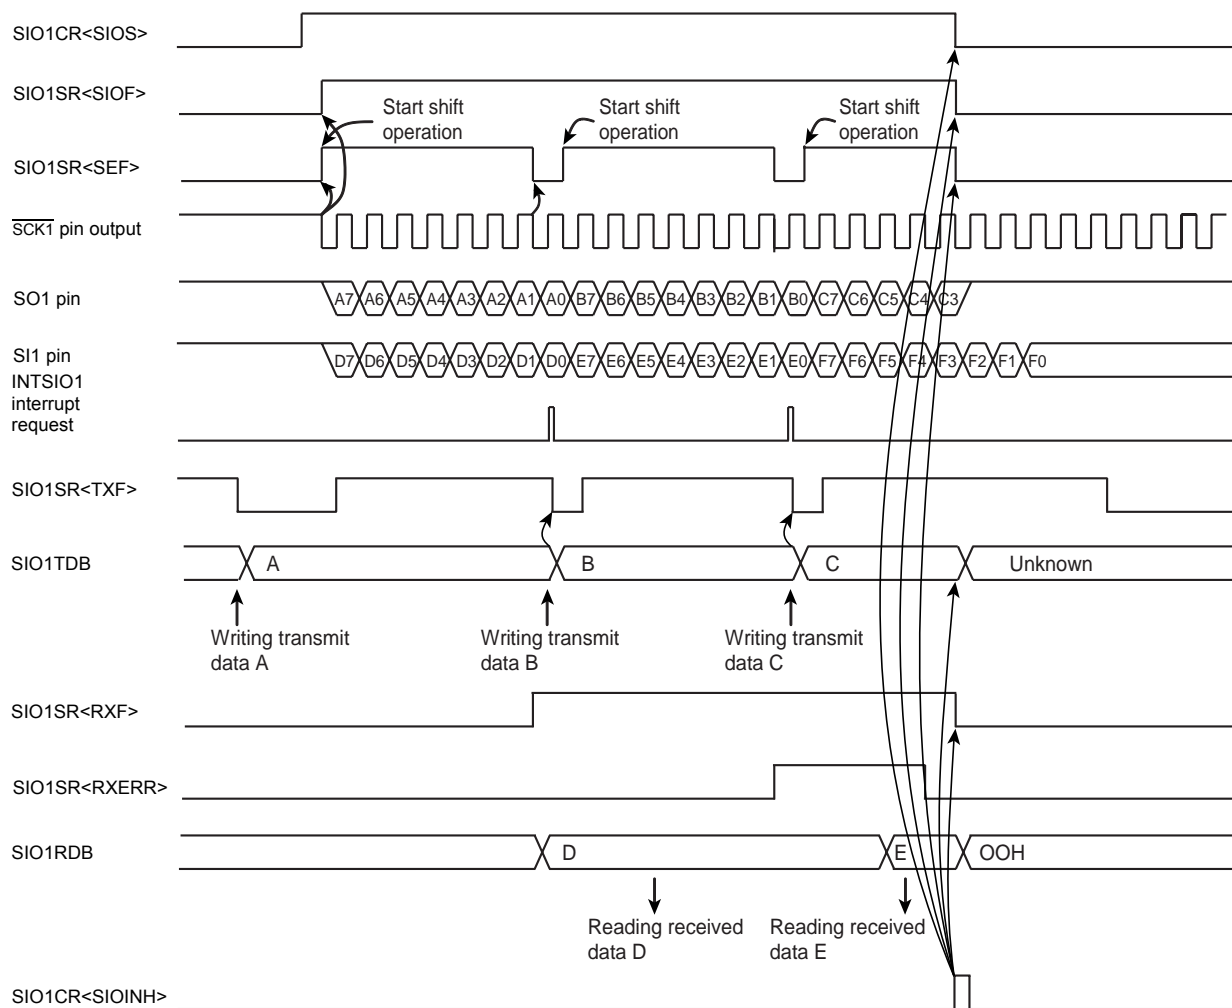 SIO1CR<SIOS>
SIO1SR<SIOF>
Start shift
operation
Start shift
operation
Start shift
operation
SIO1SR<SEF>
SCK1 pin output
SO1 pin
A7 A6 A5 A4 A3 A2 A1 A0 B7 B6 B5 B4 B3 B2 B1 B0 C7 C6 C5 C4 C3
SI1 pin
D7 D6 D5 D4 D3 D2 D1 D0 E7 E6 E5 E4 E3 E2 E1 E0 F7 F6 F5 F4 F3 F2 F1 F0
INTSIO1
interrupt
request
SIO1SR<TXF>
SIO1TDB
A
B
C
Unknown
Writing transmit
data A
Writing transmit
data B
Writing transmit
data C
SIO1SR<RXF>
SIO1SR<RXERR>
SIO1RDB
D
E
OOH
Reading received
data D
Reading received
data E
SIO1CR<SIOINH>